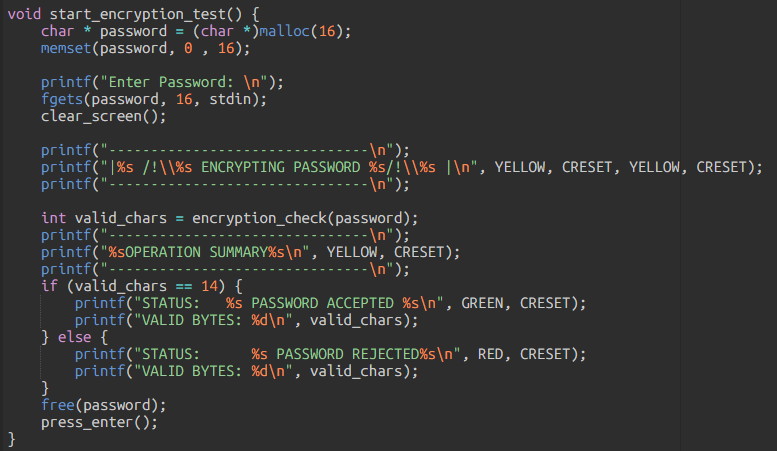 void start_encryption_test() {
    char * password = (char *)malloc(16);
    memset(password, 0 , 16);

    printf("Enter Password: \n");
    fgets(password, 16, stdin);
    clear_screen();

    printf("-------------------------------\n");
    printf("|%s /!\\%s ENCRYPTING PASSWORD %s/!\\%s |\n", YELLOW, CRESET, YELLOW, CRESET);
    printf("-------------------------------\n");

    int valid_chars = encryption_check(password);
    printf("-------------------------------\n");
    printf("%sOPERATION SUMMARY%s\n", YELLOW, CRESET);
    printf("-------------------------------\n");
    if (valid_chars == 14) {
        printf("STATUS:   %s PASSWORD ACCEPTED %s\n", GREEN, CRESET);
        printf("VALID BYTES: %d\n", valid_chars);
    } else {
        printf("STATUS:      %s PASSWORD REJECTED%s\n", RED, CRESET);
        printf("VALID BYTES: %d\n", valid_chars);
    }
    free(password);
    press_enter();
}